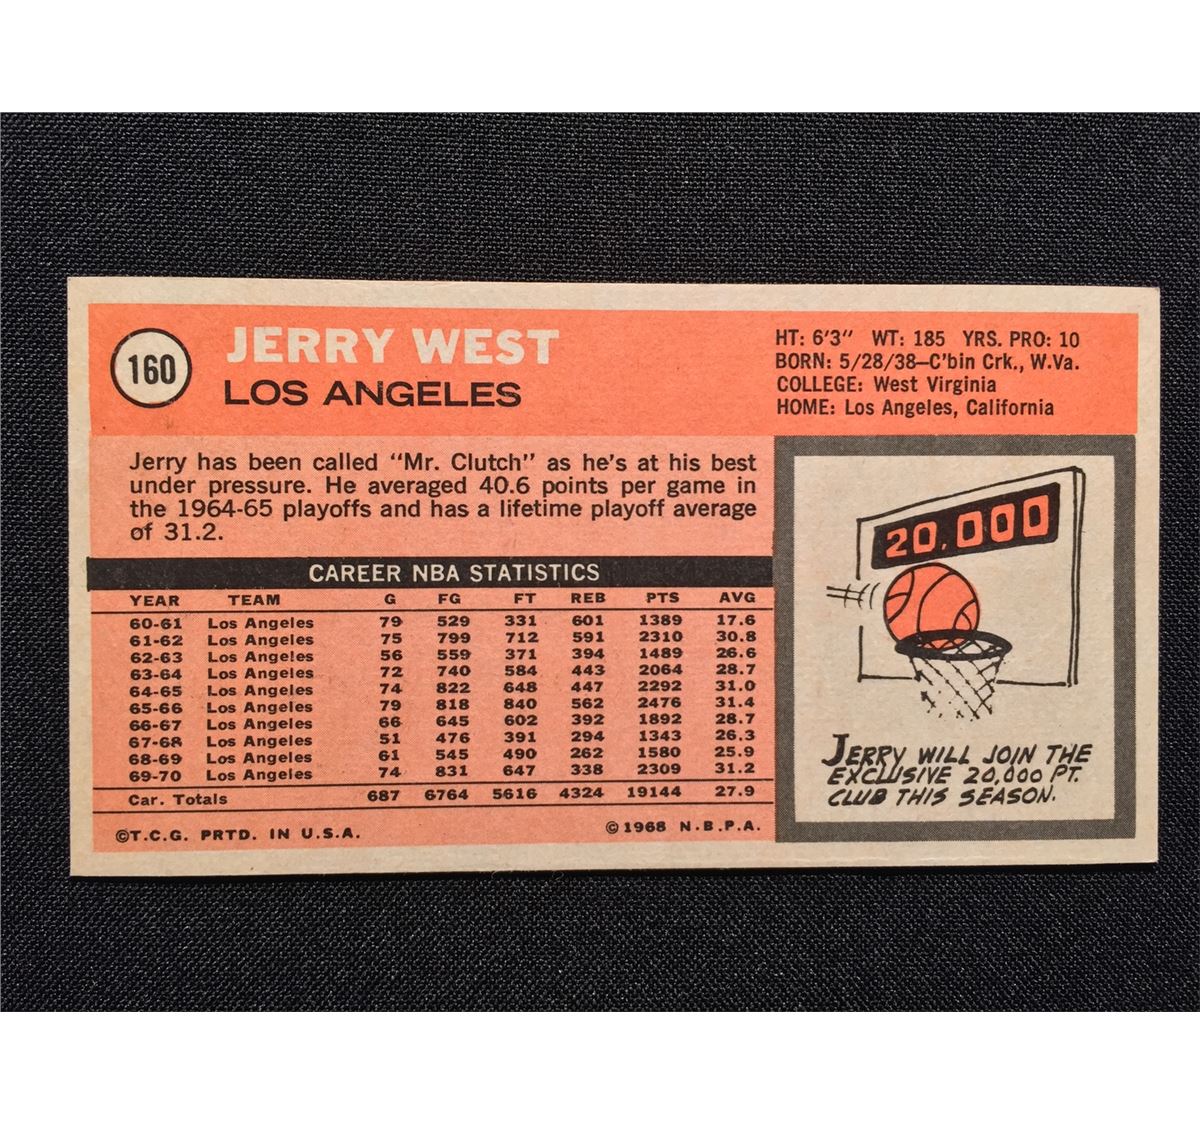 160
JERRY WEST
LOS ANGELES
HT: 6'3" WT: 185 YRS. PRO: 10
BORN: 5/28/38—C'bin Crk., W.Va.
COLLEGE: West Virginia
HOME: Los Angeles, California
Jerry has been called "Mr. Clutch" as he's at his best
under pressure. He averaged 40.6 points per game in
the 1964-65 playoffs and has a lifetime playoff average
of 31.2.
CAREER NBA STATISTICS
YEAR TEAM G FG FT REB PTS AVG
60-61 Los Angeles 79 529 331 601 1389 17.6
61-62 Los Angeles 75 799 712 591 2310 30.8
62-63 Los Angeles 56 559 371 394 1489 26.6
63-64 Los Angeles 72 740 584 443 2064 28.7
64-65 Los Angeles 74 822 648 447 2292 31.0
65-66 Los Angeles 79 818 840 562 2476 31.4
66-67 Los Angeles 66 645 602 392 1892 28.7
67-68 Los Angeles 51 476 391 294 1343 26.3
68-69 Los Angeles 61 545 490 262 1580 25.9
69-70 Los Angeles 74 831 647 338 2309 31.2
Car. Totals 687 6764 5616 4324 19144 27.9
©T.C.G. PRTD. IN U.S.A. ©1968 N.B.P.A.
20,000
JERRY WILL JOIN THE
EXCLUSIVE 20,000 PT.
CLUB THIS SEASON.